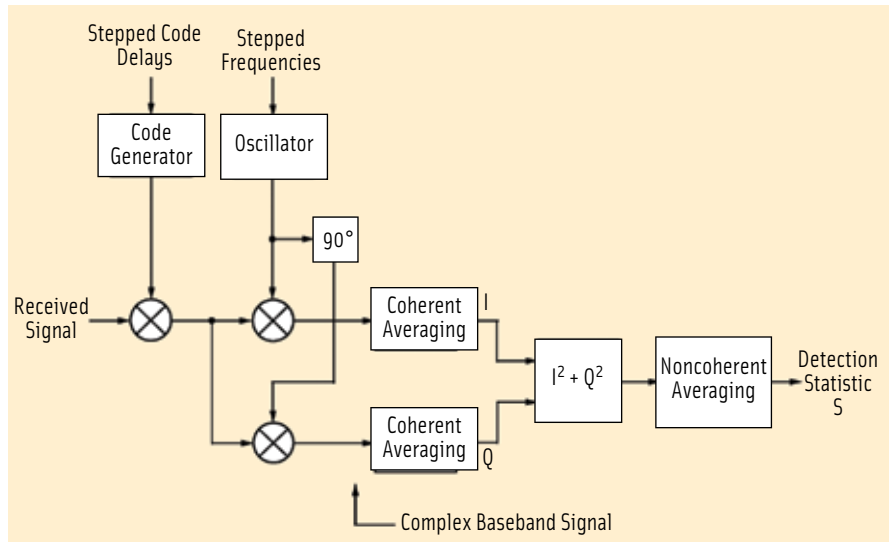 Stepped Code
Delays
Stepped
Frequencies
Code
Generator
Oscillator
90°
Received
Signal
Coherent
Averaging
I
I² + Q²
Noncoherent
Averaging
Detection
Statistic
S
Coherent
Averaging
Q
Complex Baseband Signal